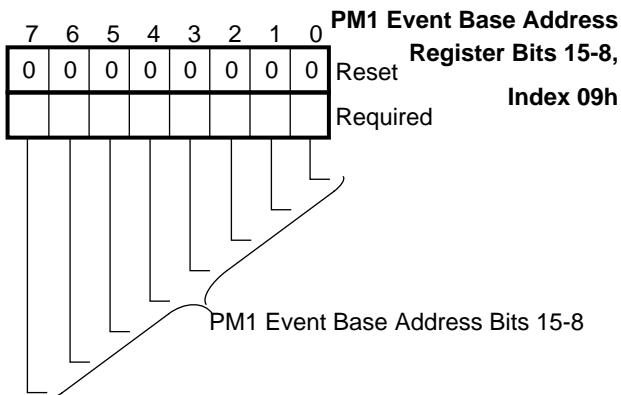 PM1 Event Base Address
Register Bits 15-8,
Index 09h
7 6 5 4 3 2 1 0
0 0 0 0 0 0 0 0 Reset
Required
PM1 Event Base Address Bits 15-8